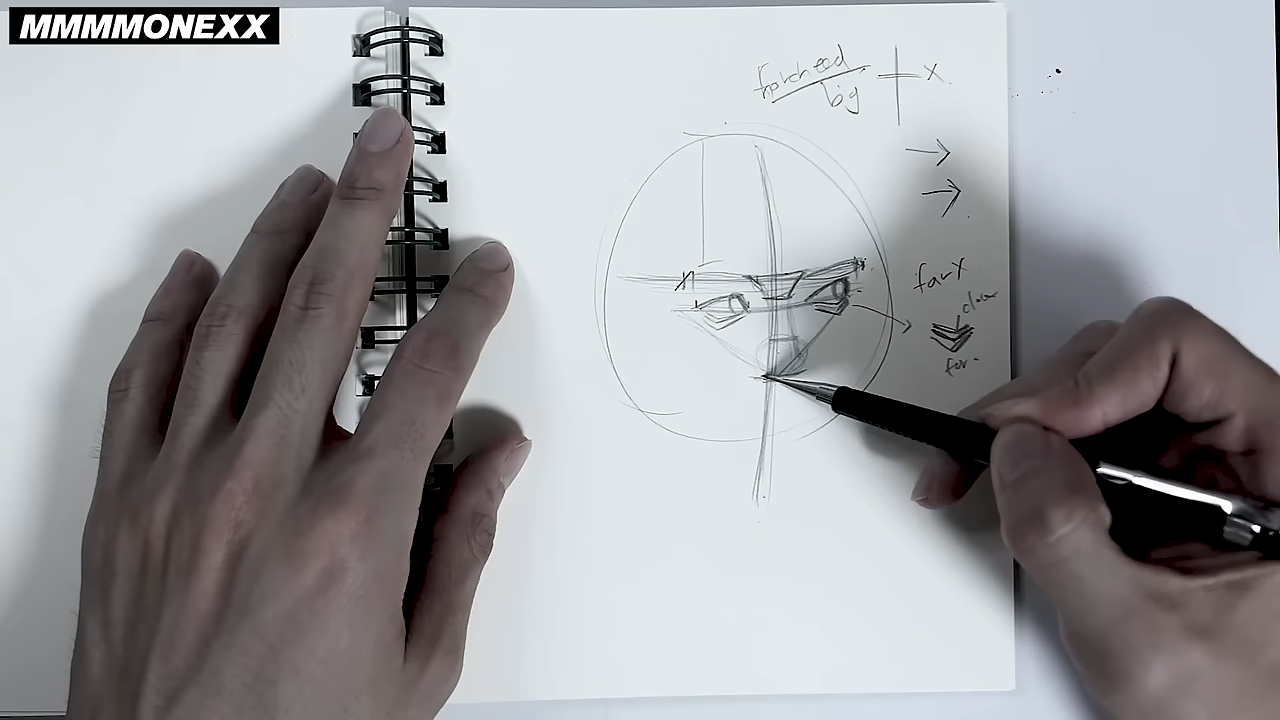 MMMMONEXX
Forehead
big
X
far X
close
far